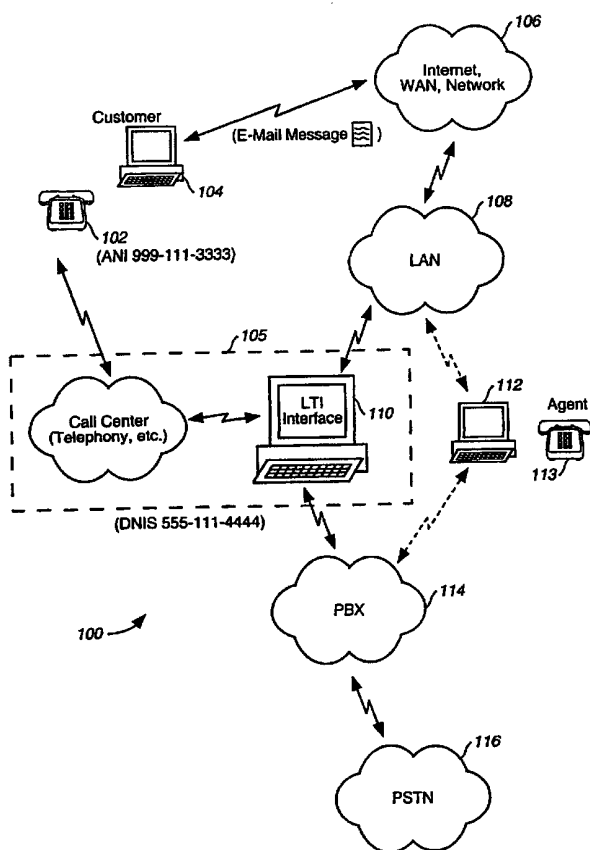 106
Internet,
WAN, Network
Customer
(E-Mail Message )
104
102
(ANI 999-111-3333)
108
LAN
105
Call Center
(Telephony, etc.)
LTI
Interface
110
112
Agent
113
(DNIS 555-111-4444)
PBX
114
100
116
PSTN